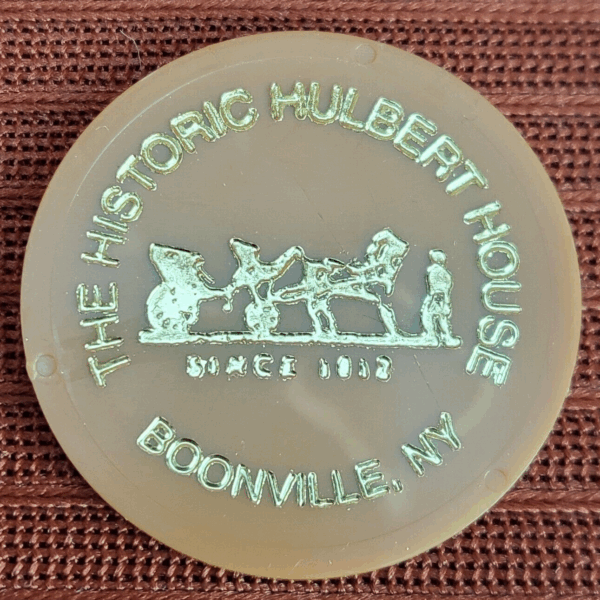 THE HISTORIC HULBERT HOUSE
SINCE 1812
BOONVILLE, NY